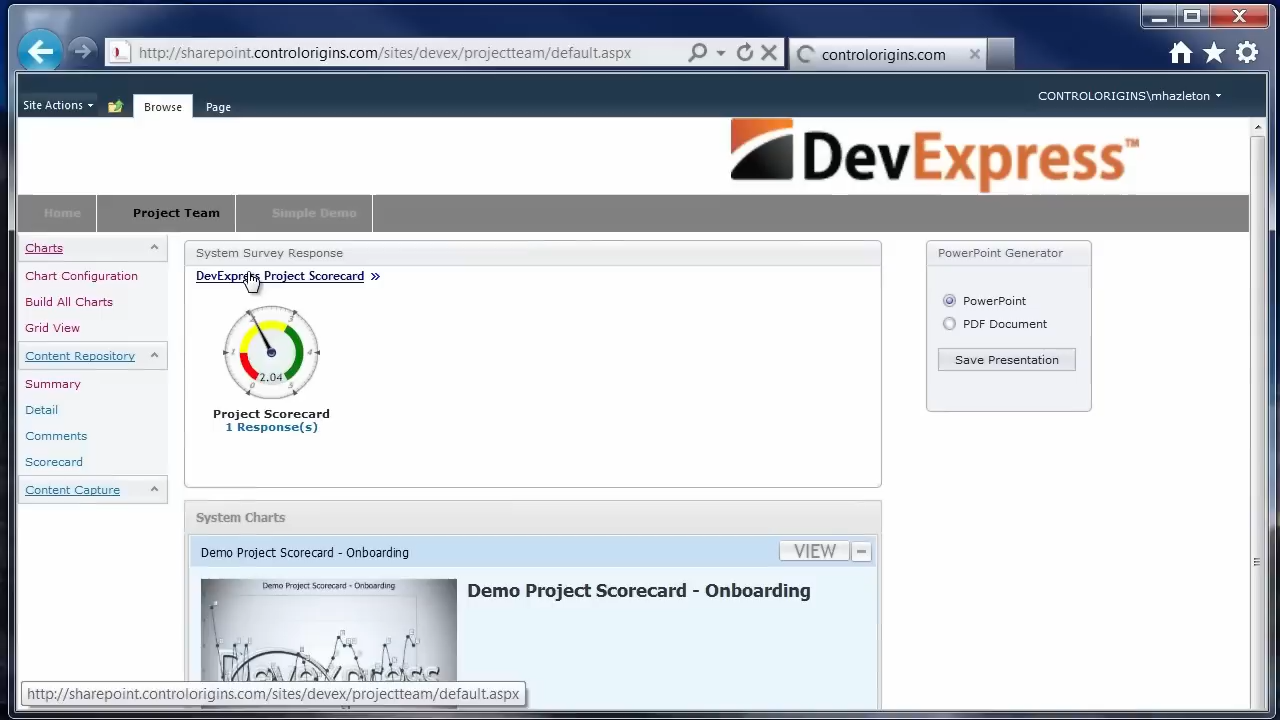 http://sharepoint.controlorigins.com/sites/devex/projectteam/default.aspx
controlorigins.com
Site Actions
Browse
Page
CONTROLORIGINS\mhazleton
DevExpress™
Home
Project Team
Simple Demo
Charts
Chart Configuration
Build All Charts
Grid View
Content Repository
Summary
Detail
Comments
Scorecard
Content Capture
System Survey Response
DevExpress Project Scorecard »
2.04
Project Scorecard
1 Response(s)
PowerPoint Generator
PowerPoint
PDF Document
Save Presentation
System Charts
Demo Project Scorecard - Onboarding
VIEW
Demo Project Scorecard - Onboarding
Demo Project Scorecard - Onboarding
DevExpress
http://sharepoint.controlorigins.com/sites/devex/projectteam/default.aspx